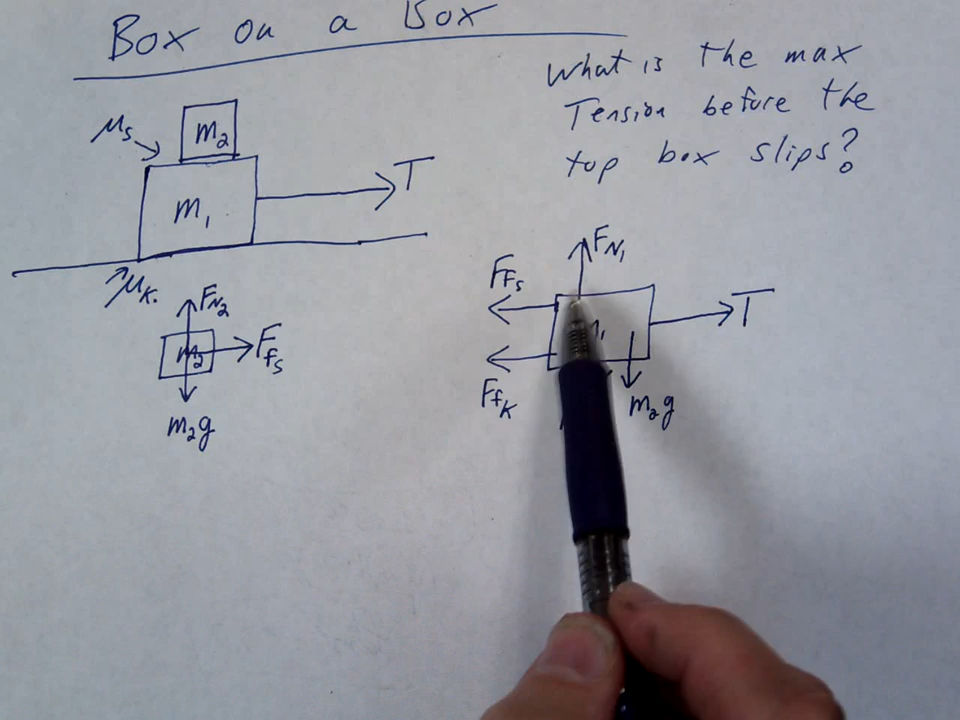 Box on a Box
What is the max
Tension before the
top box slips?
μs
m2
m1
T
μk.
FN2
m2
Ffs
m2g
FN1
Ffs
T
Ffk
m2g